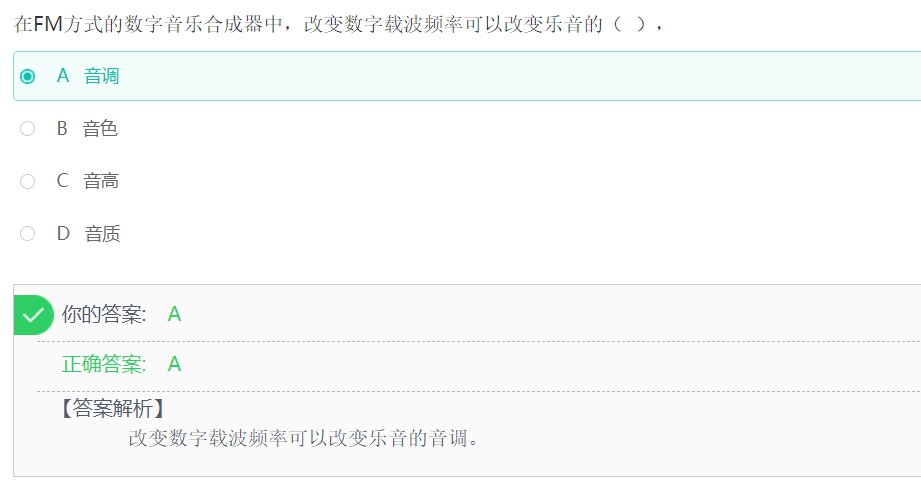 在FM方式的数字音乐合成器中，改变数字载波频率可以改变乐音的（ ），
A 音调
B 音色
C 音高
D 音质
你的答案: A
正确答案: A
【答案解析】
改变数字载波频率可以改变乐音的音调。